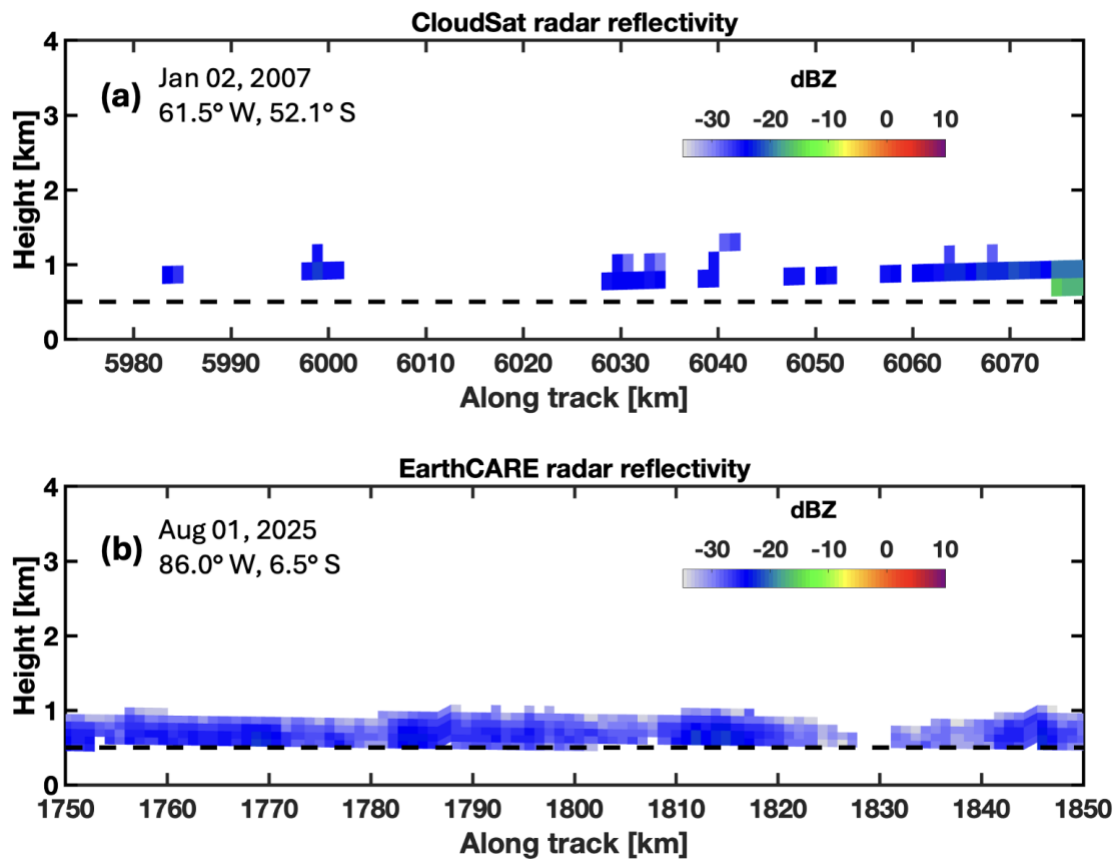 CloudSat radar reflectivity
4
3
2
1
0
Height [km]
(a)
Jan 02, 2007
61.5° W, 52.1° S
dBZ
-30 -20 -10 0 10
5980 5990 6000 6010 6020 6030 6040 6050 6060 6070
Along track [km]
EarthCARE radar reflectivity
4
3
2
1
0
Height [km]
(b)
Aug 01, 2025
86.0° W, 6.5° S
dBZ
-30 -20 -10 0 10
1750 1760 1770 1780 1790 1800 1810 1820 1830 1840 1850
Along track [km]